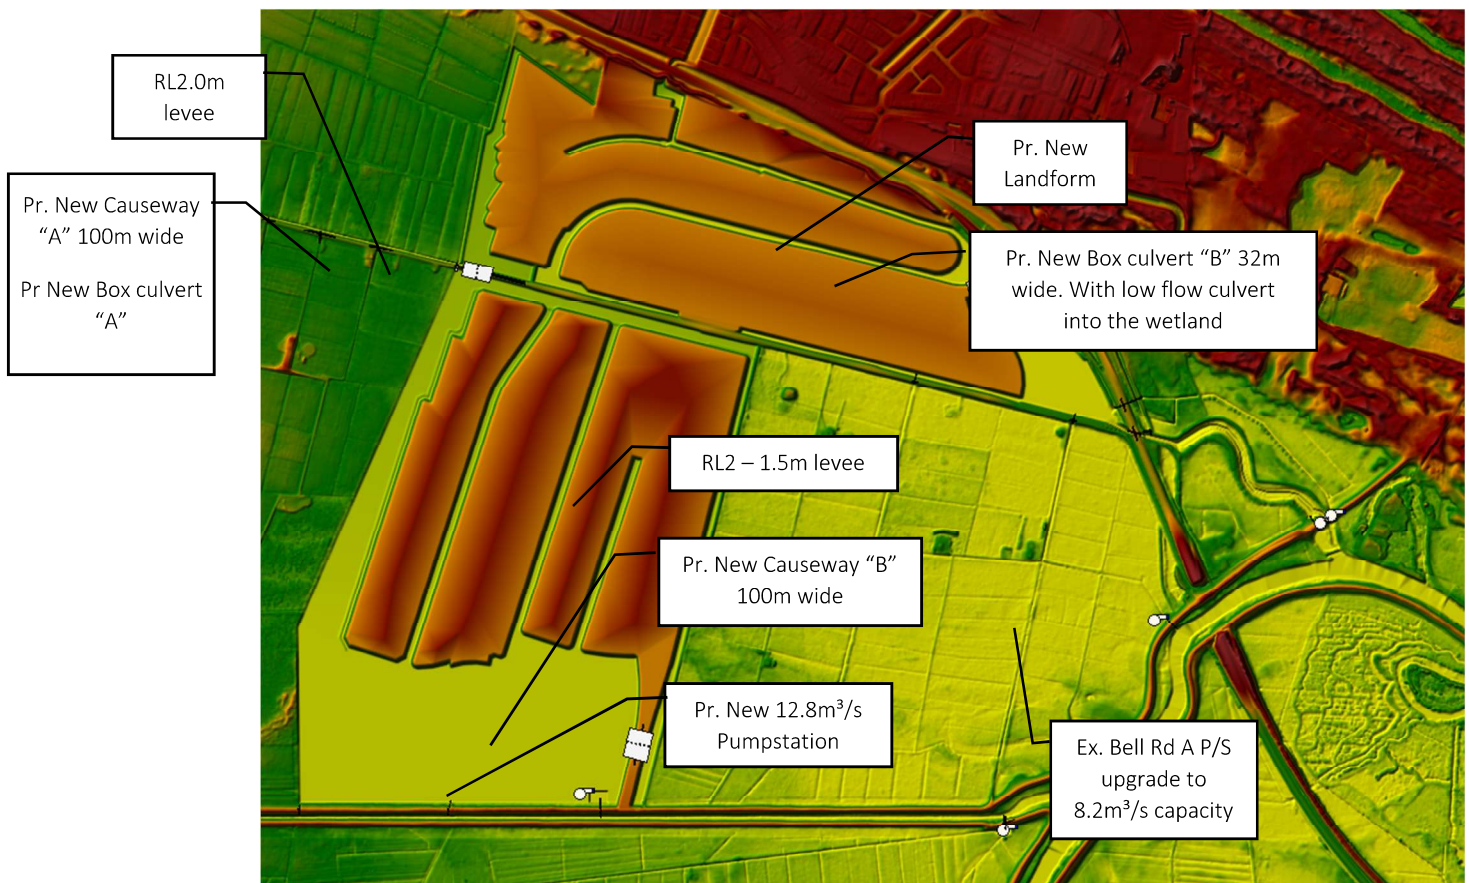 RL2.0m
levee
Pr. New Causeway
“A” 100m wide
Pr New Box culvert
“A”
Pr. New
Landform
Pr. New Box culvert “B” 32m
wide. With low flow culvert
into the wetland
RL2 – 1.5m levee
Pr. New Causeway “B”
100m wide
Pr. New 12.8m³/s
Pumpstation
Ex. Bell Rd A P/S
upgrade to
8.2m³/s capacity